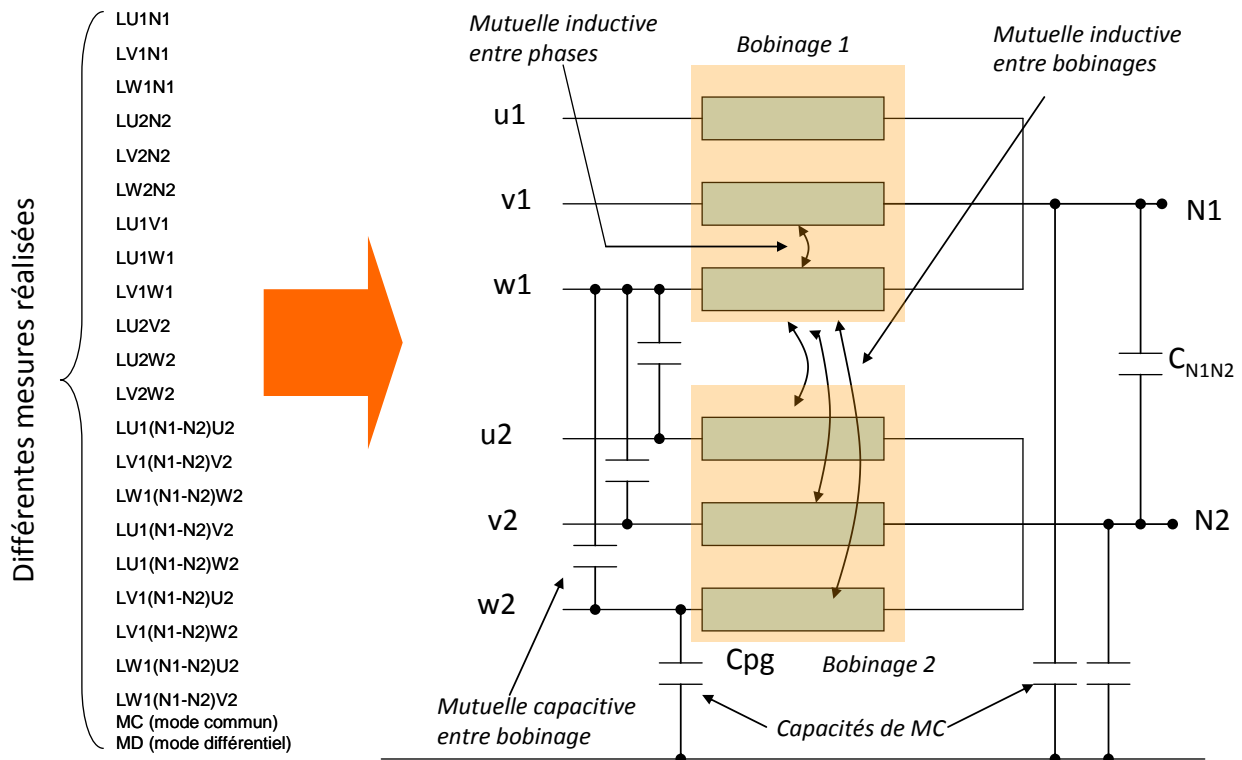 Différentes mesures réalisées
LU1N1
LV1N1
LW1N1
LU2N2
LV2N2
LW2N2
LU1V1
LU1W1
LV1W1
LU2V2
LU2W2
LV2W2
LU1(N1-N2)U2
LV1(N1-N2)V2
LW1(N1-N2)W2
LU1(N1-N2)V2
LU1(N1-N2)W2
LV1(N1-N2)U2
LV1(N1-N2)W2
LW1(N1-N2)U2
LW1(N1-N2)V2
MC (mode commun)
MD (mode différentiel)
Mutuelle inductive
entre phases
Bobinage 1
Mutuelle inductive
entre bobinages
u1
v1
N1
w1
CN1N2
u2
v2
N2
w2
Cpg
Bobinage 2
Mutuelle capacitive
entre bobinage
Capacités de MC